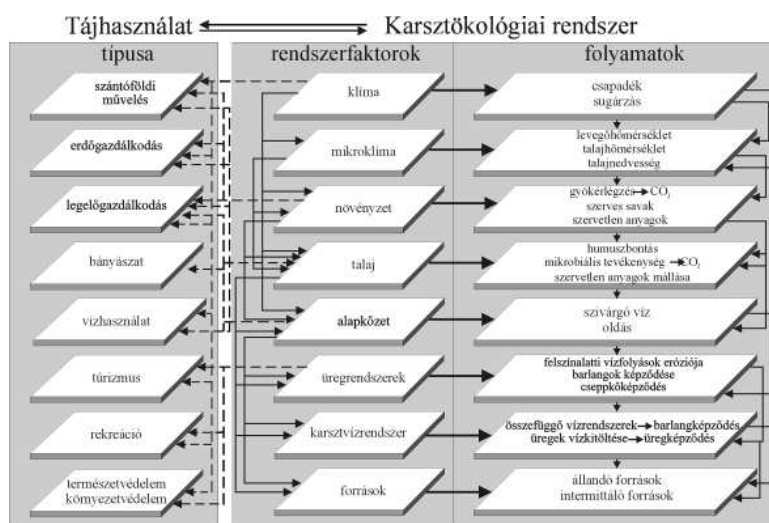 Tájhasználat
Karsztökológiai rendszer
típusa
rendszerfaktorok
folyamatok
szántóföldi
művelés
erdőgazdálkodás
legelőgazdálkodás
bányászat
vízhasználat
túrizmus
rekreáció
természetvédelem
környezetvédelem
klíma
mikroklíma
növényzet
talaj
alapkőzet
üregrendszerek
karsztvízrendszer
források
csapadék
sugárzás
levegőhőmérséklet
talajhőmérséklet
talajnedvesség
gyökérlégzés→CO₂
szerves savak
szervetlen anyagok
humuszbontás
mikrobiális tevékenység→CO₂
szervetlen anyagok mállása
szivárgó víz
oldás
felszínalatti vízfolyások eróziója
barlangok képződése
cseppkőképződés
összefüggő vízrendszerek→barlangképződés
üregek vízkitöltése→üregképződés
állandó források
intermittáló források